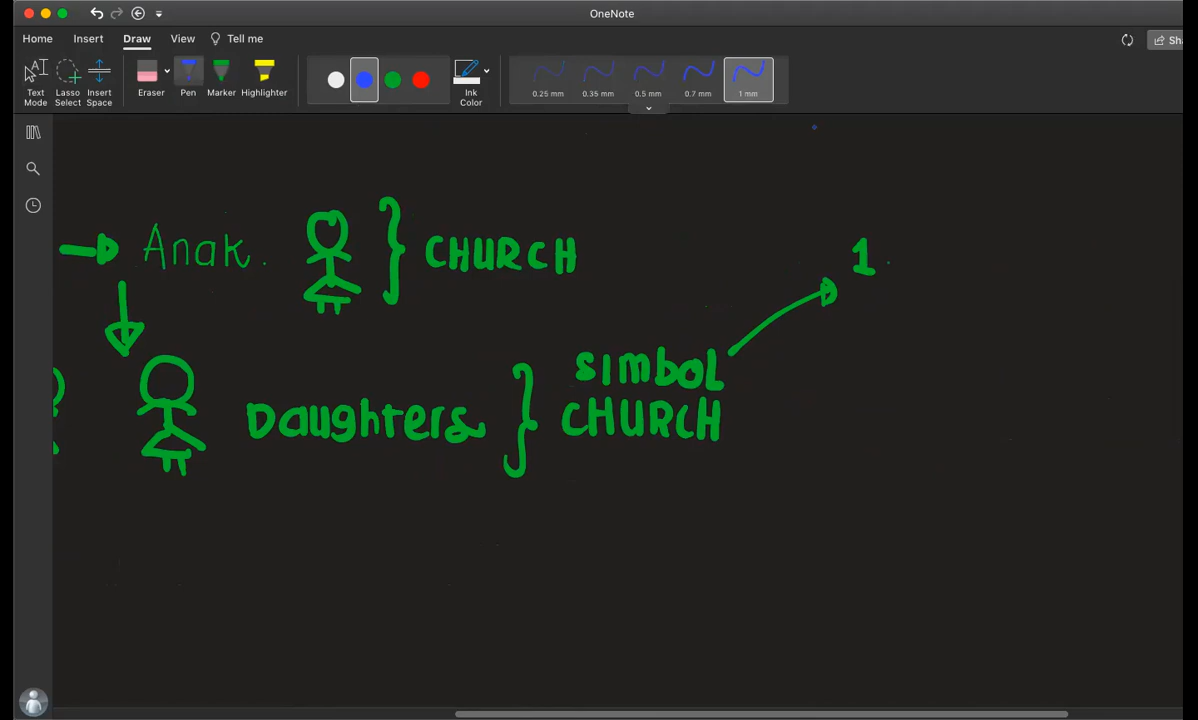 OneNote
Home Insert Draw View Tell me
Sha
Text Mode
Lasso Select
Insert Space
Eraser
Pen
Marker
Highlighter
Ink Color
0.25 mm
0.35 mm
0.5 mm
0.7 mm
1 mm
Anak. } CHURCH
1.
Daughters } simbol CHURCH